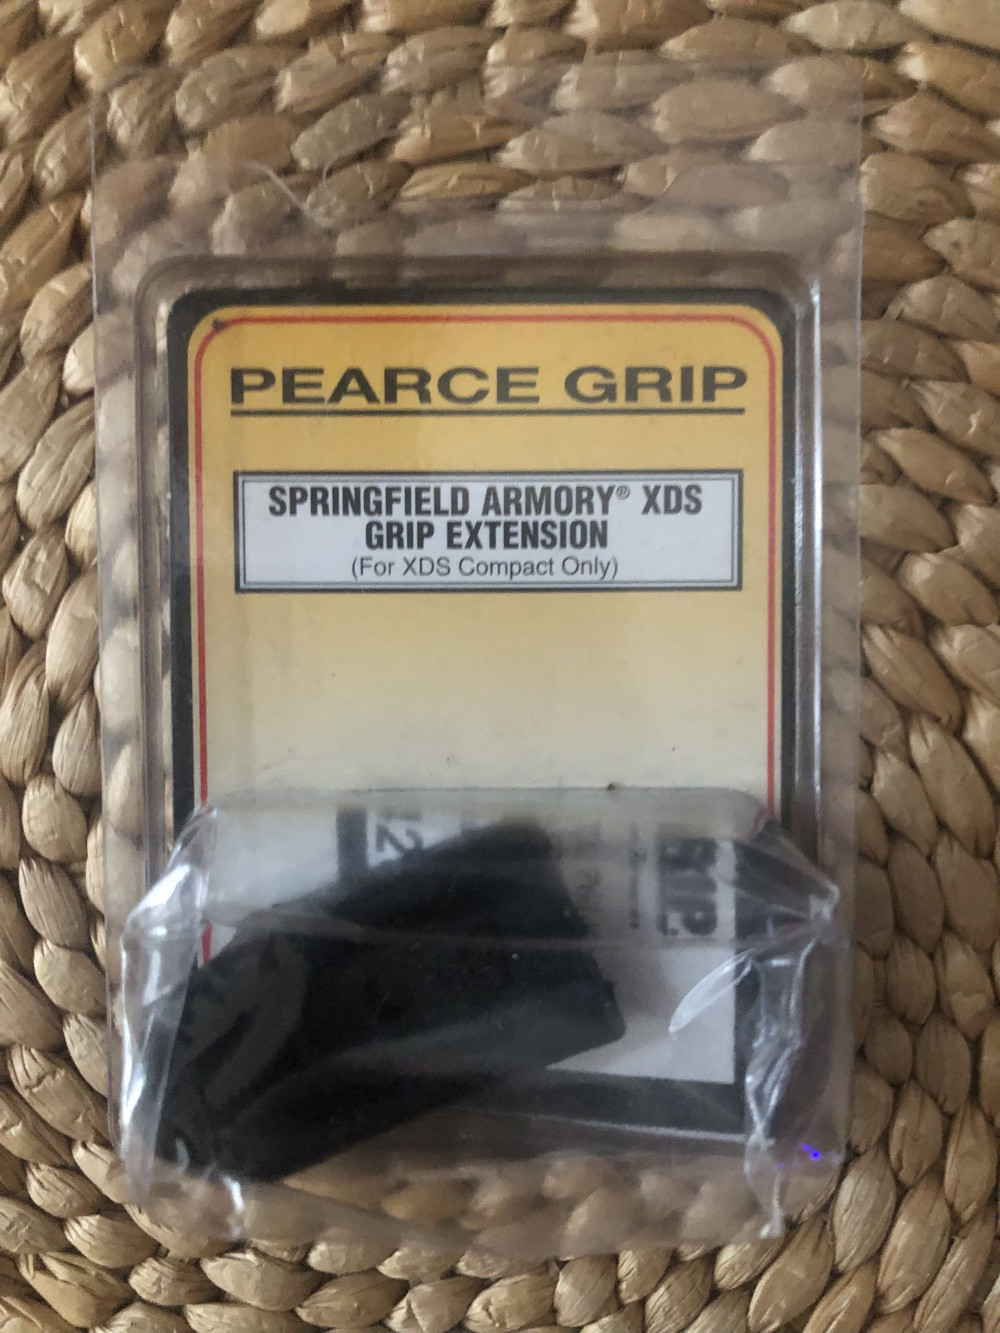 PEARCE GRIP
SPRINGFIELD ARMORY® XDS
GRIP EXTENSION
(For XDS Compact Only)